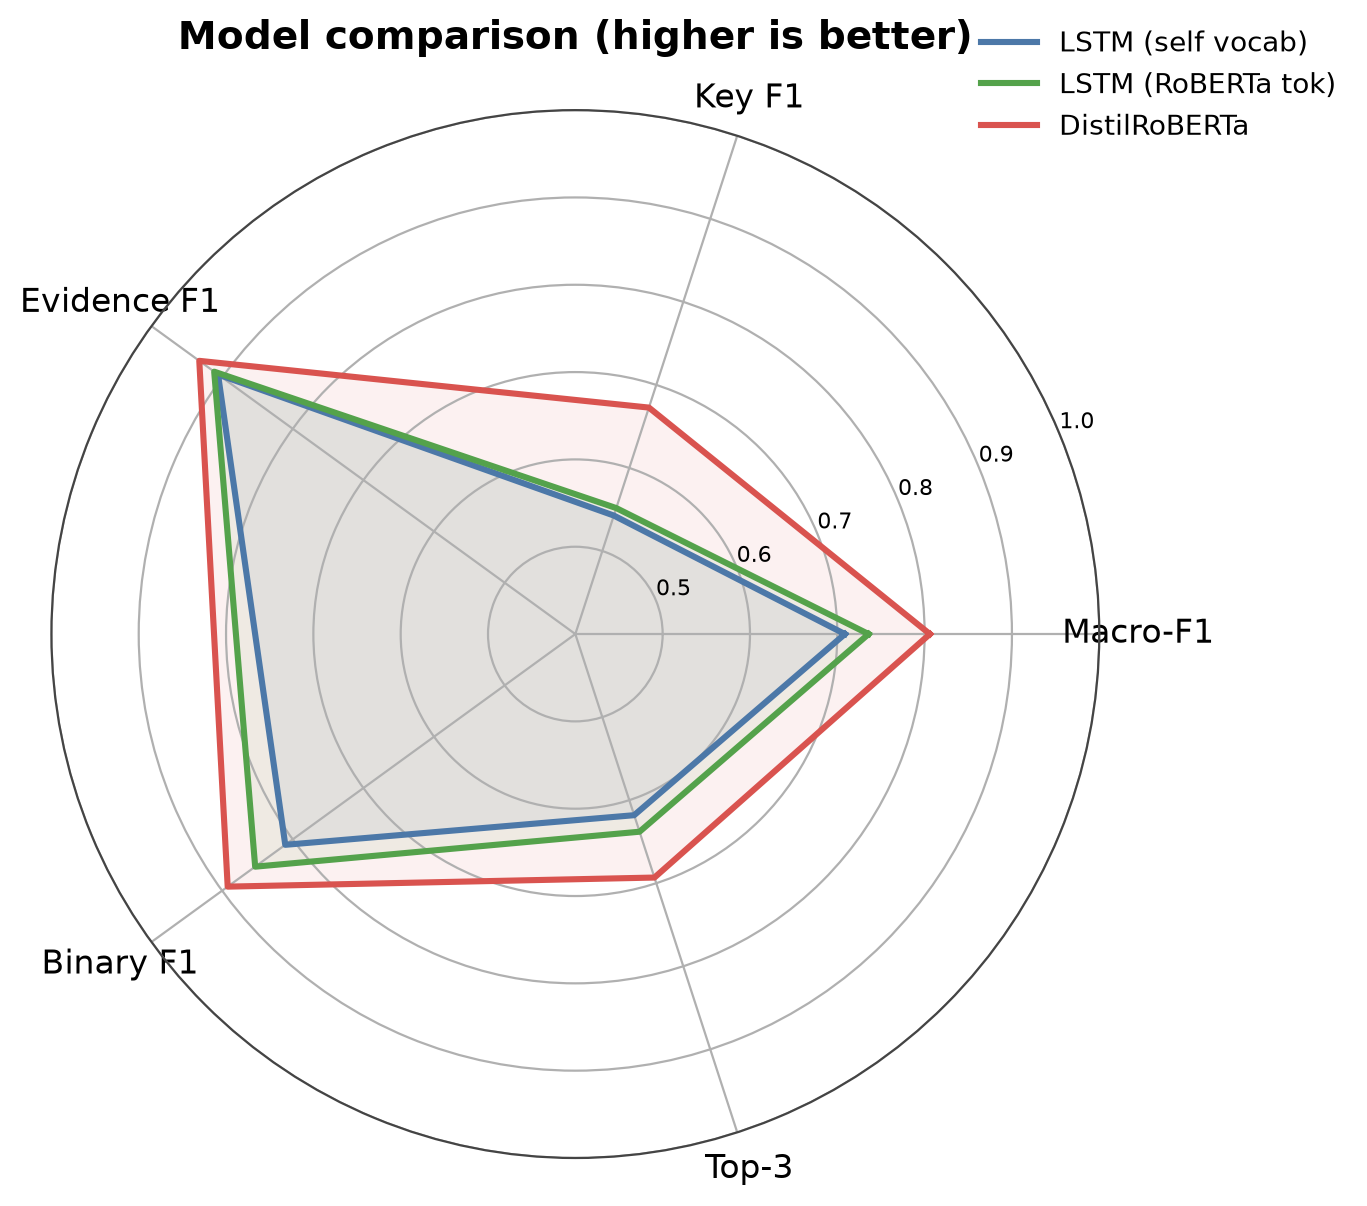 Model comparison (higher is better)
LSTM (self vocab)
LSTM (RoBERTa tok)
DistilRoBERTa
Key F1
Evidence F1
1.0
0.9
0.8
0.7
0.6
0.5
Macro-F1
Binary F1
Top-3